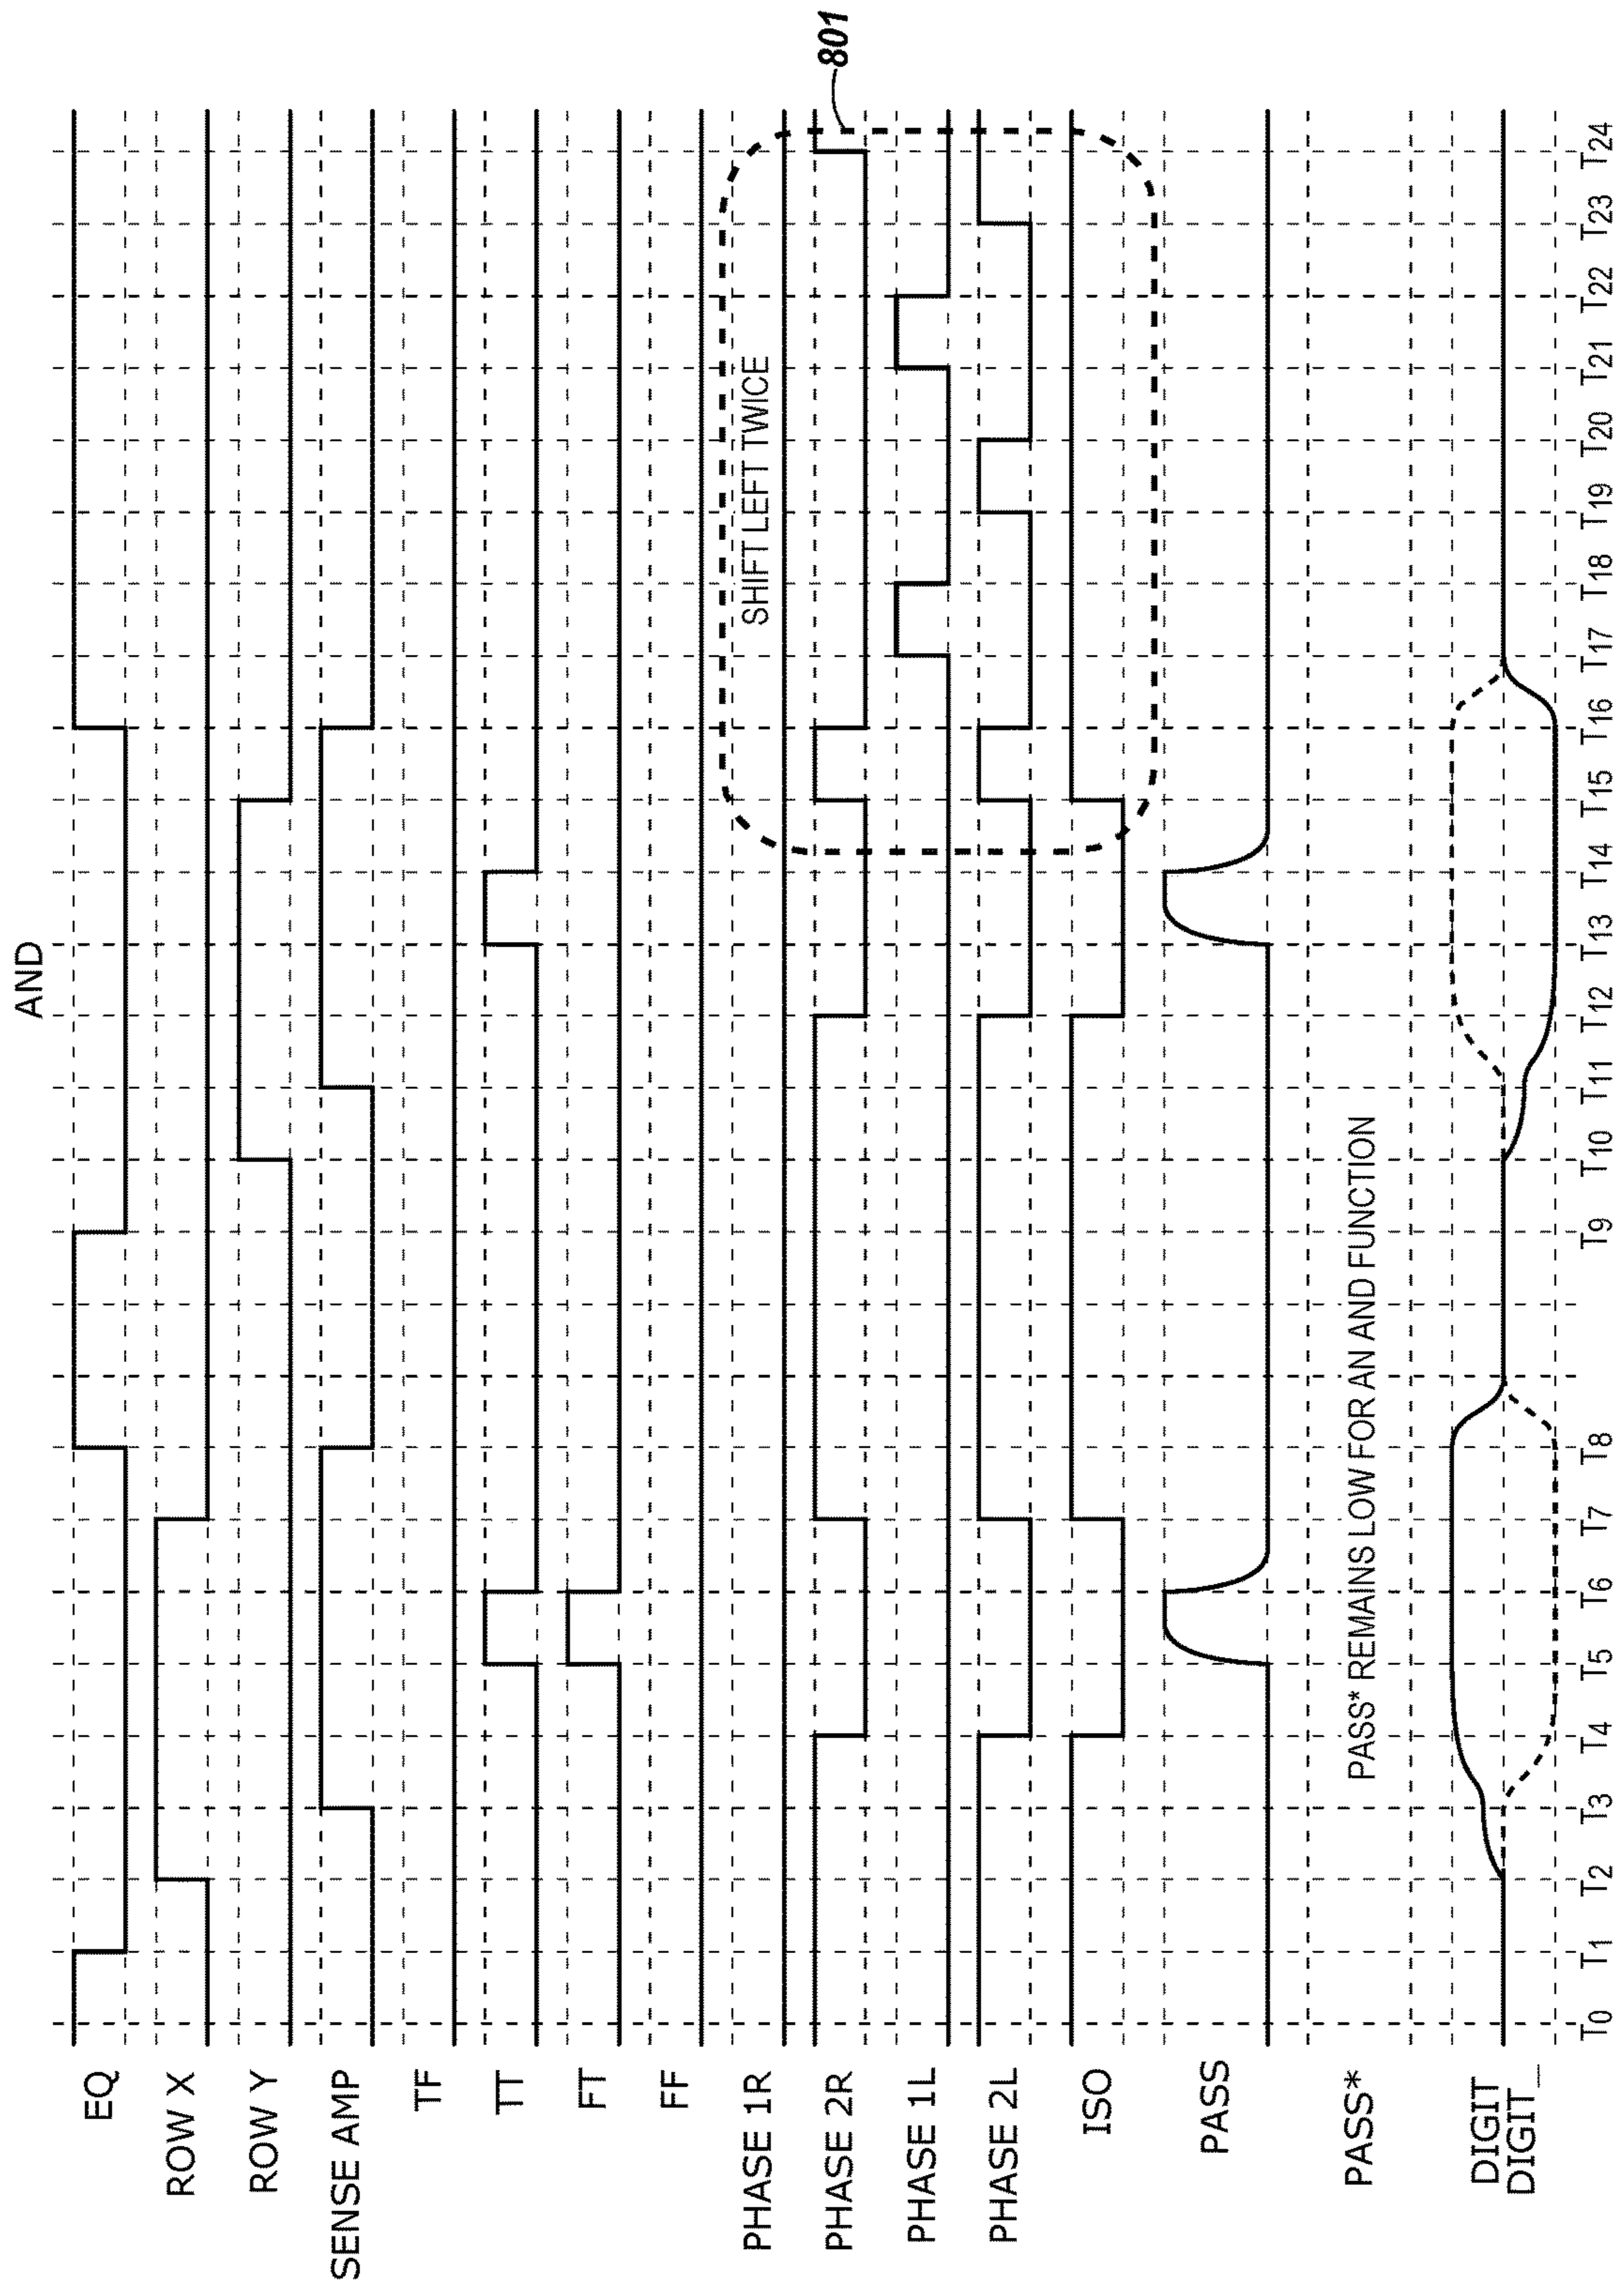 AND
EQ
ROW X
ROW Y
SENSE AMP
TF
TT
FT
FF
PHASE 1R
SHIFT LEFT TWICE
801
PHASE 2R
PHASE 1L
PHASE 2L
ISO
PASS
PASS*
PASS* REMAINS LOW FOR AN AND FUNCTION
DIGIT
DIGIT_
T0 T1 T2 T3 T4 T5 T6 T7 T8 T9 T10 T11 T12 T13 T14 T15 T16 T17 T18 T19 T20 T21 T22 T23 T24